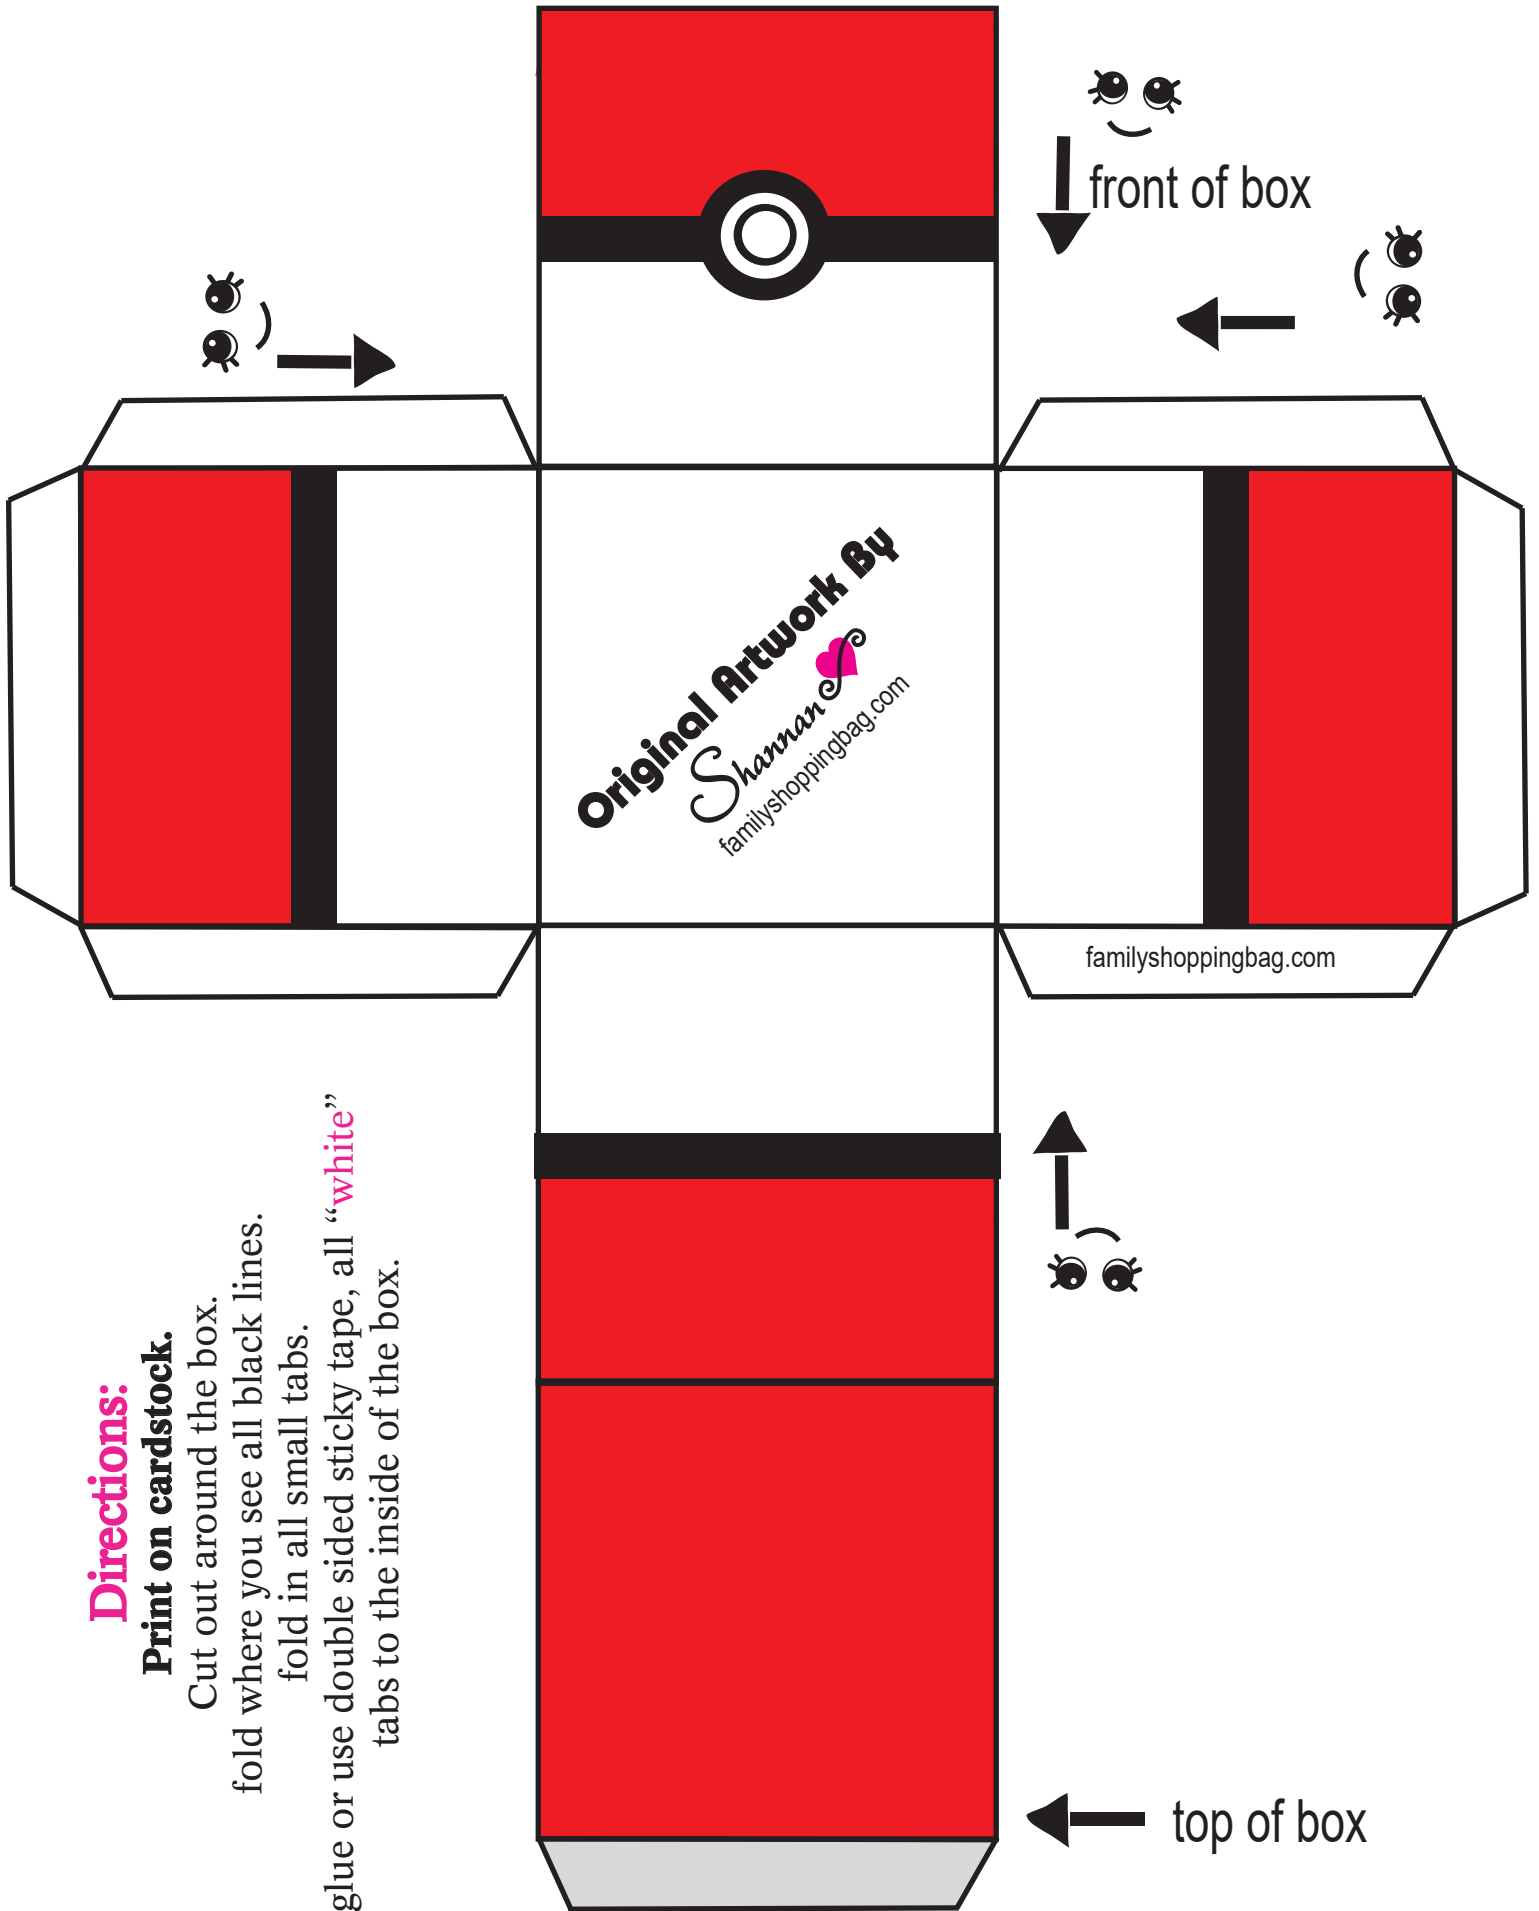 front of box
Original Artwork By
Shannan
familyshoppingbag.com
familyshoppingbag.com
Directions:
Print on cardstock.
Cut out around the box.
fold where you see all black lines.
fold in all small tabs.
glue or use double sided sticky tape, all “white”
tabs to the inside of the box.
top of box